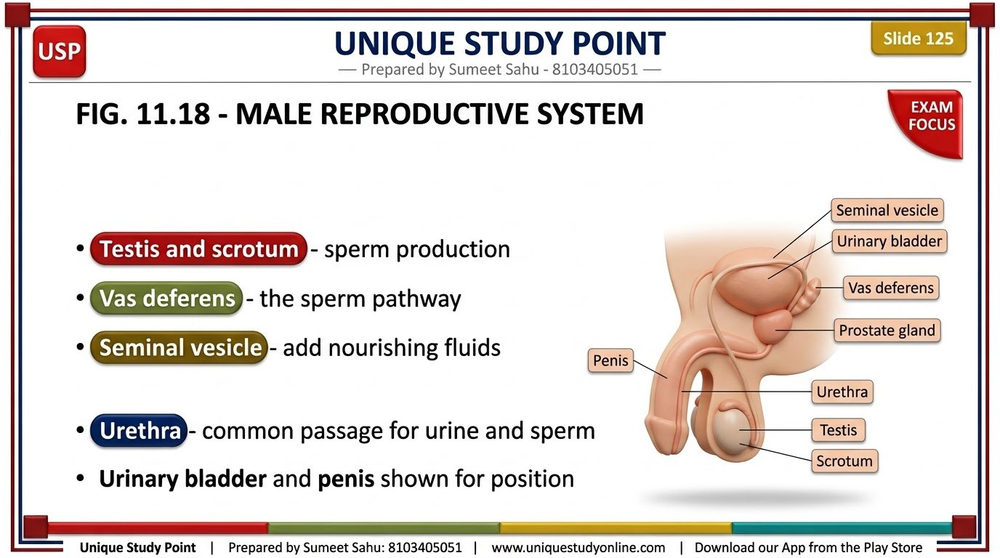 USP
UNIQUE STUDY POINT
Prepared by Sumeet Sahu - 8103405051
Slide 125
FIG. 11.18 - MALE REPRODUCTIVE SYSTEM
EXAM
FOCUS
• Testis and scrotum - sperm production
• Vas deferens - the sperm pathway
• Seminal vesicle - add nourishing fluids
• Urethra - common passage for urine and sperm
• Urinary bladder and penis shown for position
Seminal vesicle
Urinary bladder
Vas deferens
Prostate gland
Penis
Urethra
Testis
Scrotum
Unique Study Point | Prepared by Sumeet Sahu: 8103405051 | www.uniquestudyonline.com | Download our App from the Play Store